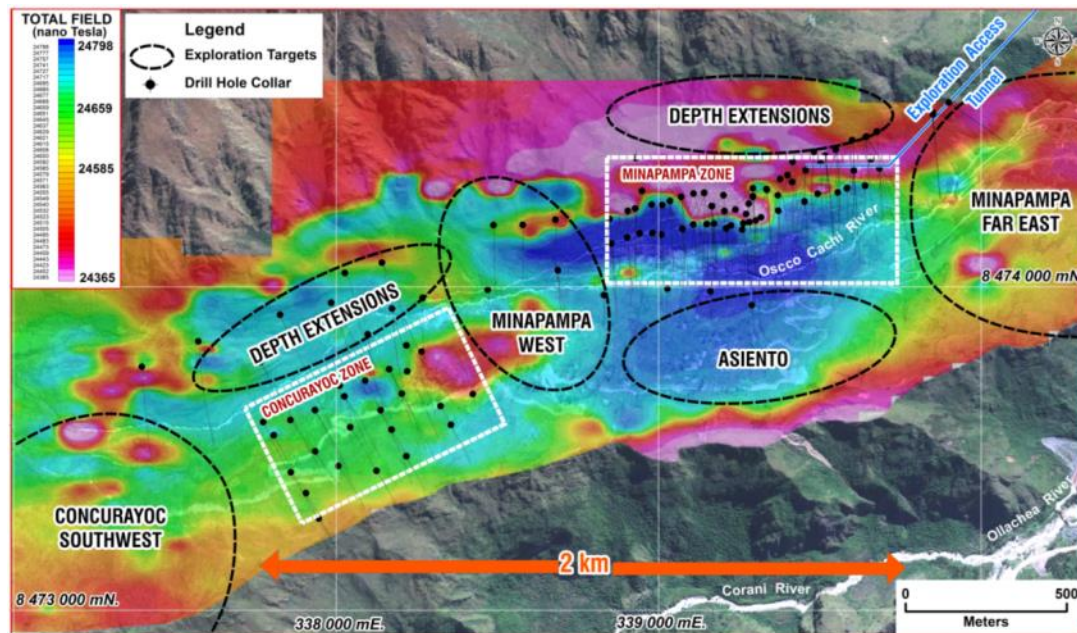 TOTAL FIELD
(nano Tesla)
24798
24659
24585
24365
Legend
Exploration Targets
Drill Hole Collar
Exploration Access
Tunnel
DEPTH EXTENSIONS
MINAPAMPA ZONE
MINAPAMPA
FAR EAST
Oscco Cachi River
8 474 000 mN.
DEPTH EXTENSIONS
MINAPAMPA
WEST
ASIENTO
CONCURAYOC ZONE
CONCURAYOC
SOUTHWEST
2 km
Ollachea River
Corani River
8 473 000 mN.
338 000 mE.
339 000 mE.
0
500
Meters